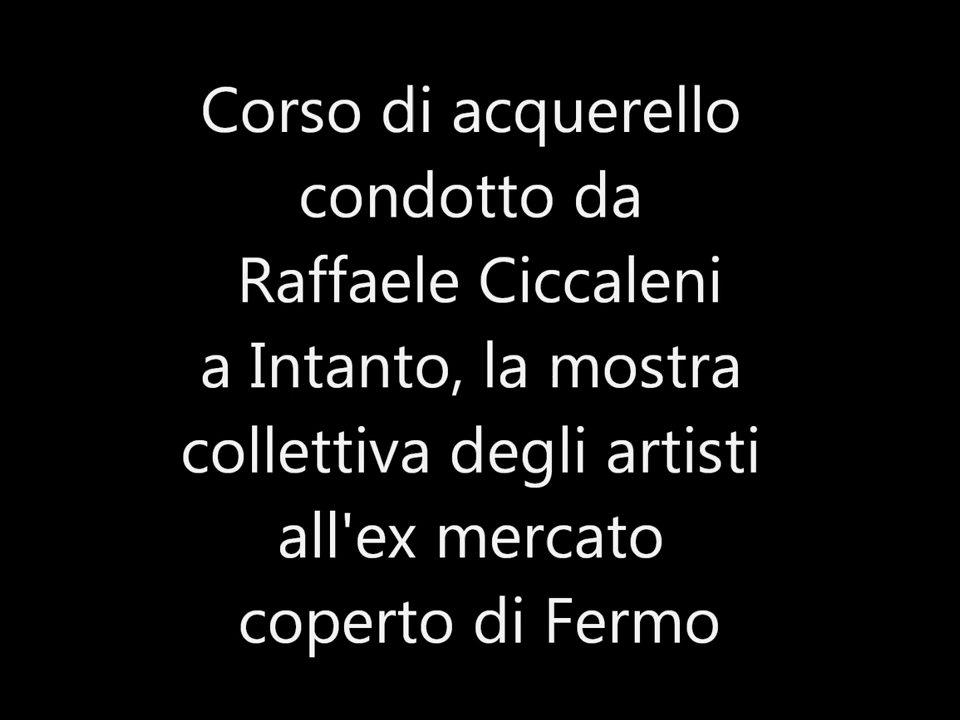 Corso di acquerello
condotto da
Raffaele Ciccaleni
a Intanto, la mostra
collettiva degli artisti
all'ex mercato
coperto di Fermo